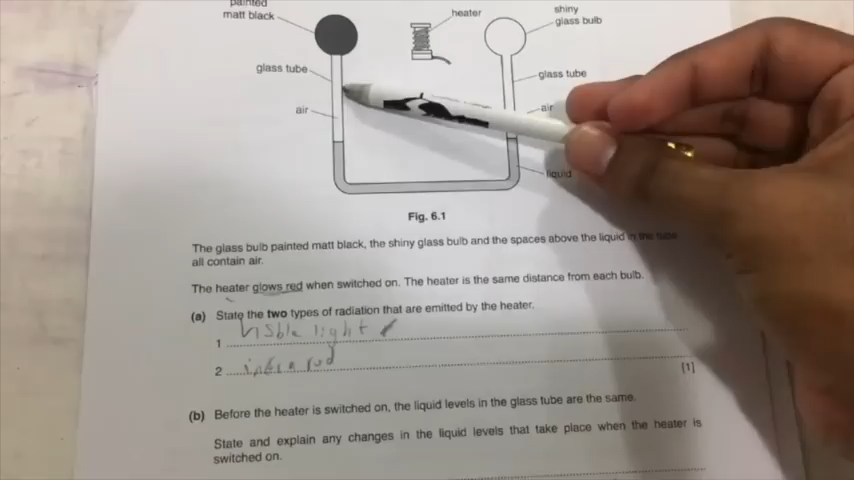 painted
matt black
heater
shiny
glass bulb
glass tube
glass tube
air
air
liquid
Fig. 6.1
The glass bulb painted matt black, the shiny glass bulb and the spaces above the liquid in the tube
all contain air.
The heater glows red when switched on. The heater is the same distance from each bulb.
(a) State the two types of radiation that are emitted by the heater.
1 visble light
2 infra red
[1]
(b) Before the heater is switched on, the liquid levels in the glass tube are the same.
State and explain any changes in the liquid levels that take place when the heater is
switched on.